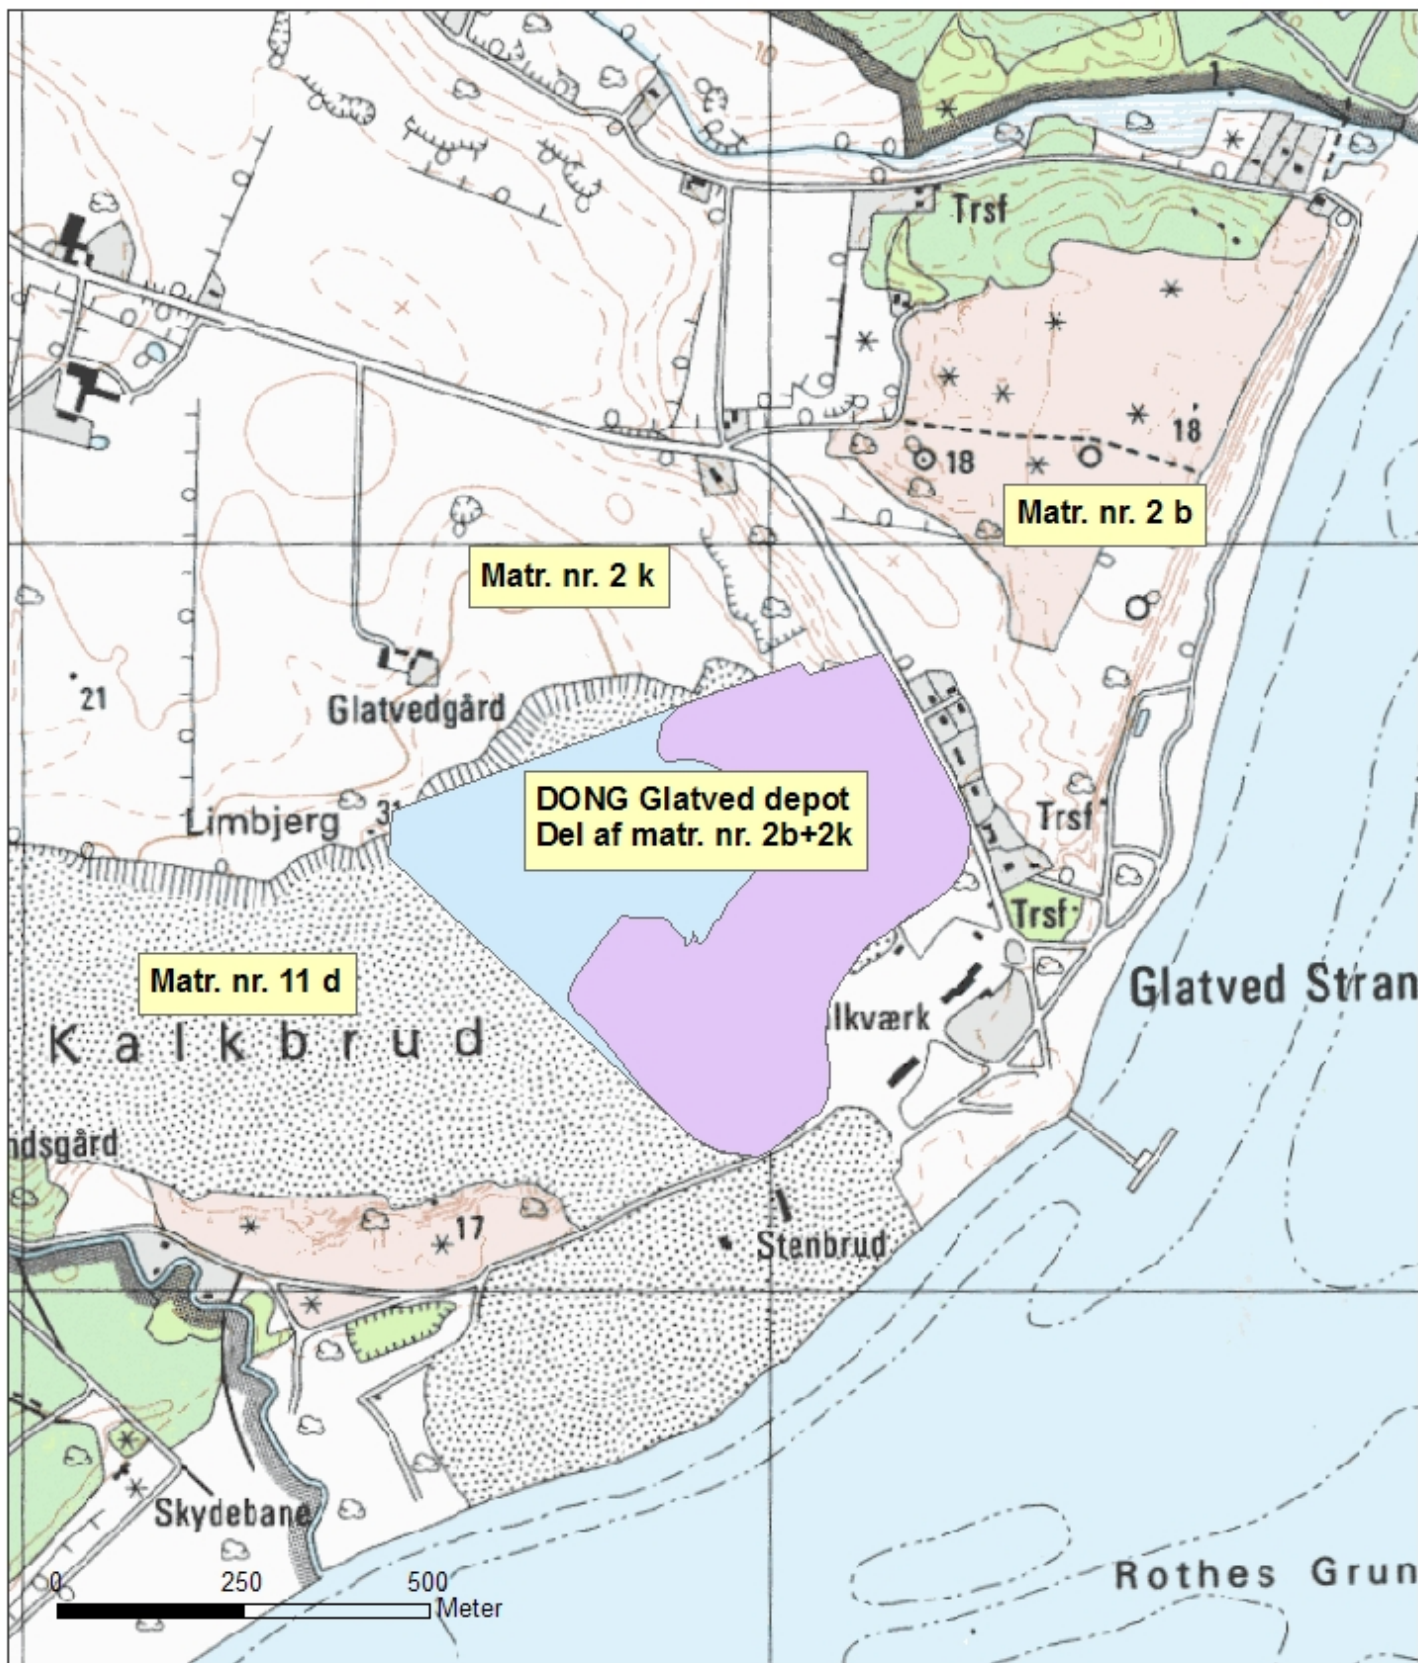 10
Trsf
18
18
Matr. nr. 2 b
Matr. nr. 2 k
21
Glatvedgård
DONG Glatved depot
Del af matr. nr. 2b+2k
Limbjerg
Trsf
Trsf
Matr. nr. 11 d
Glatved Stran
lkværk
Kalkbrud
ndsgård
17
Stenbrud
Skydebane
Rothes Grun
0 250 500
Meter